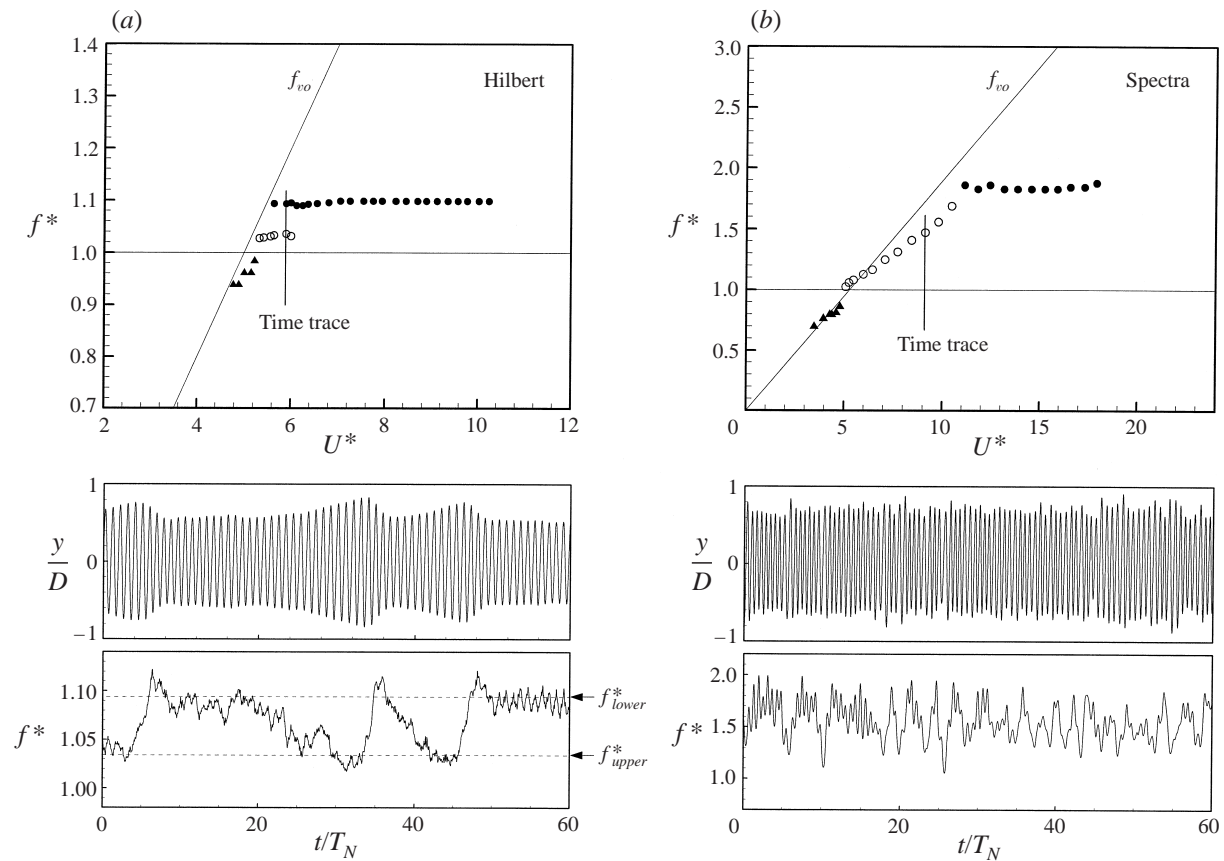 (a)
1.4
1.3
1.2
f*
1.1
1.0
0.9
0.8
0.7
f_vo
Hilbert
Time trace
2 4 6 8 10 12
U*
(b)
3.0
2.5
2.0
f*
1.5
1.0
0.5
f_vo
Spectra
Time trace
0 5 10 15 20
U*
1
y/D
0
–1
1.10
f*
1.05
1.00
f*_lower
f*_upper
0 20 40 60
t/T_N
1
y/D
0
–1
2.0
f*
1.5
1.0
0 20 40 60
t/T_N